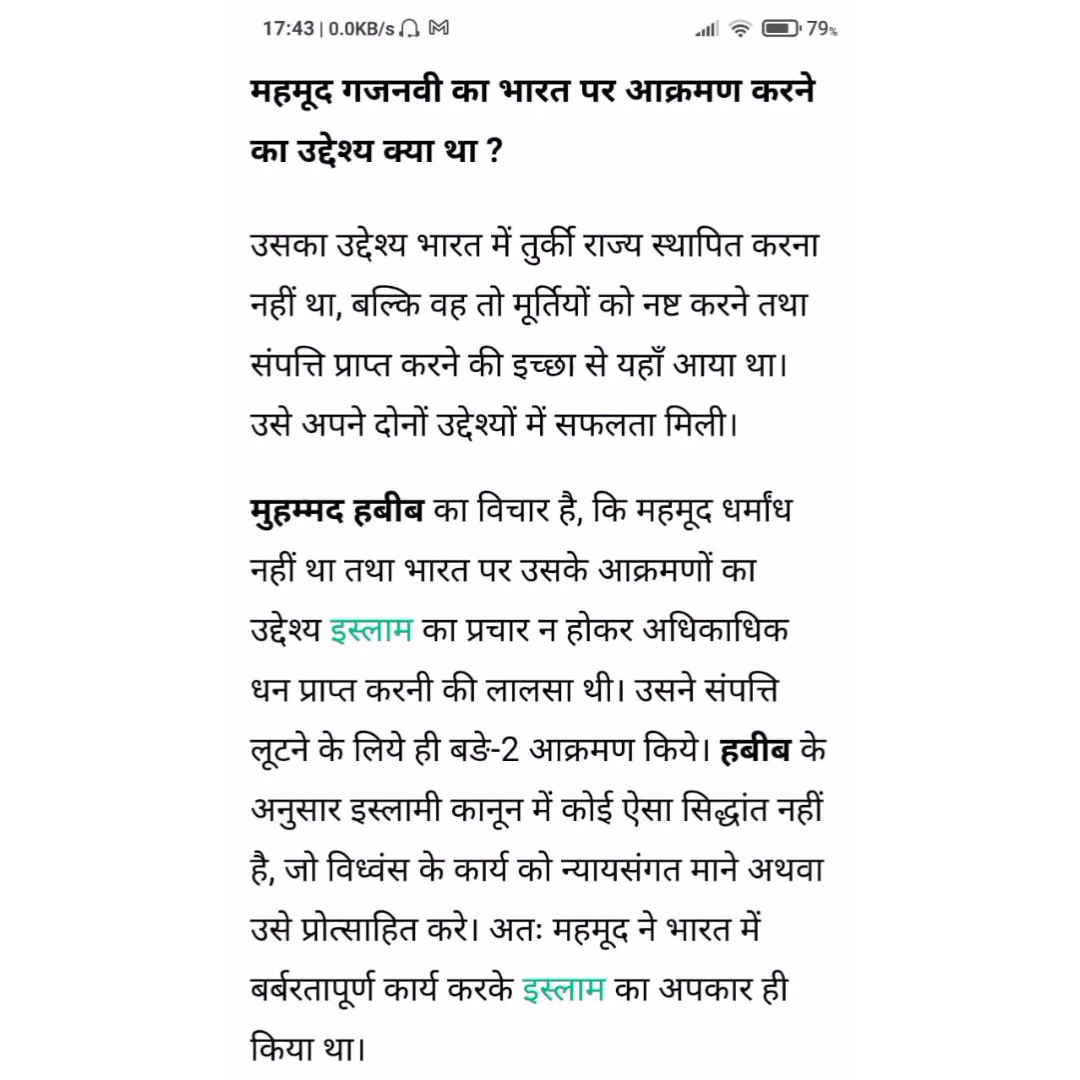 17:43 | 0.0KB/s 79%
महमूद गजनवी का भारत पर आक्रमण करने
का उद्देश्य क्या था ?
उसका उद्देश्य भारत में तुर्की राज्य स्थापित करना
नहीं था, बल्कि वह तो मूर्तियों को नष्ट करने तथा
संपत्ति प्राप्त करने की इच्छा से यहाँ आया था।
उसे अपने दोनों उद्देश्यों में सफलता मिली।
मुहम्मद हबीब का विचार है, कि महमूद धर्मांध
नहीं था तथा भारत पर उसके आक्रमणों का
उद्देश्य इस्लाम का प्रचार न होकर अधिकाधिक
धन प्राप्त करनी की लालसा थी। उसने संपत्ति
लूटने के लिये ही बङे-2 आक्रमण किये। हबीब के
अनुसार इस्लामी कानून में कोई ऐसा सिद्धांत नहीं
है, जो विध्वंस के कार्य को न्यायसंगत माने अथवा
उसे प्रोत्साहित करे। अतः महमूद ने भारत में
बर्बरतापूर्ण कार्य करके इस्लाम का अपकार ही
किया था।